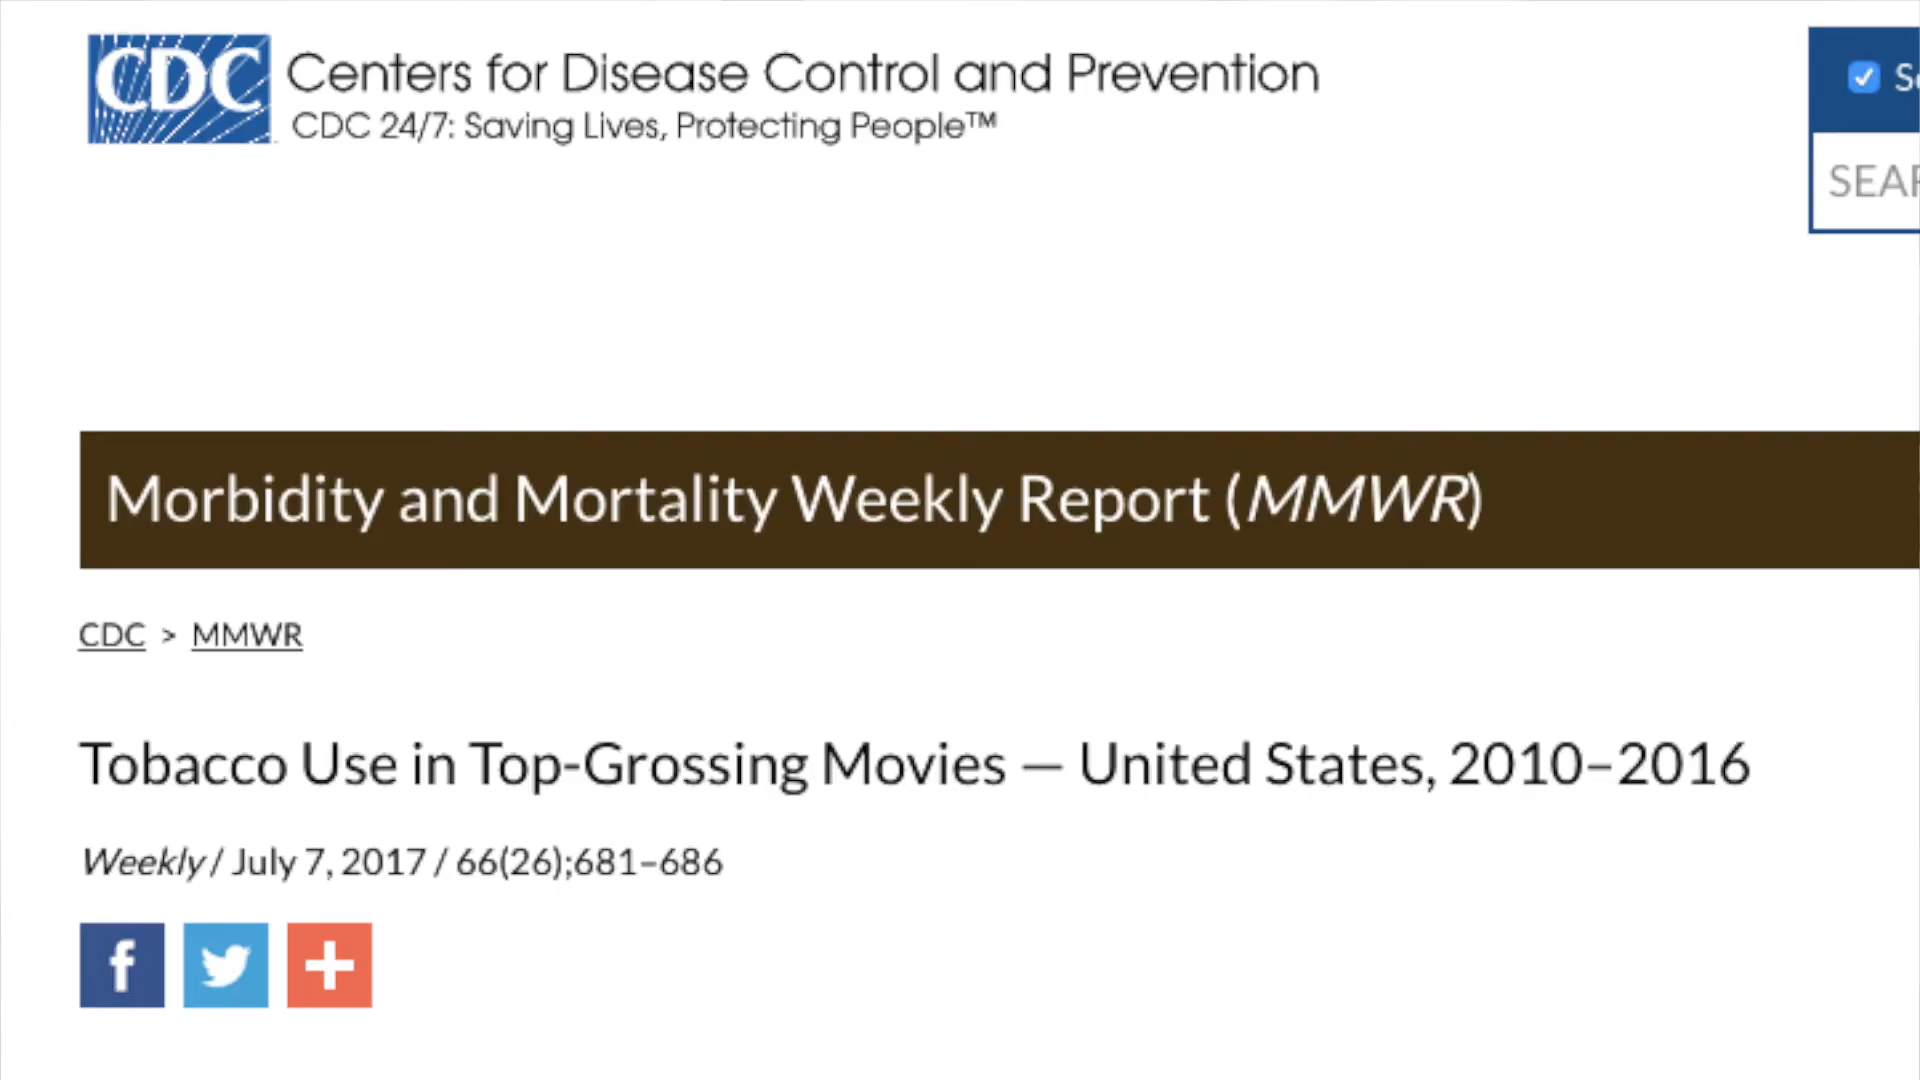 CDC
Centers for Disease Control and Prevention
CDC 24/7: Saving Lives, Protecting People™
SEAR
Morbidity and Mortality Weekly Report (MMWR)
CDC > MMWR
Tobacco Use in Top-Grossing Movies — United States, 2010–2016
Weekly / July 7, 2017 / 66(26);681–686